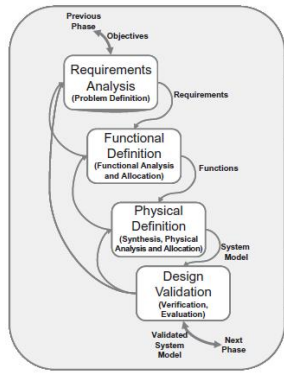 Previous
Phase
Objectives
Requirements
Analysis
(Problem Definition)
Requirements
Functional
Definition
(Functional Analysis
and Allocation)
Functions
Physical
Definition
(Synthesis, Physical
Analysis and Allocation)
System
Model
Design
Validation
(Verification,
Evaluation)
Validated
System
Model
Next
Phase